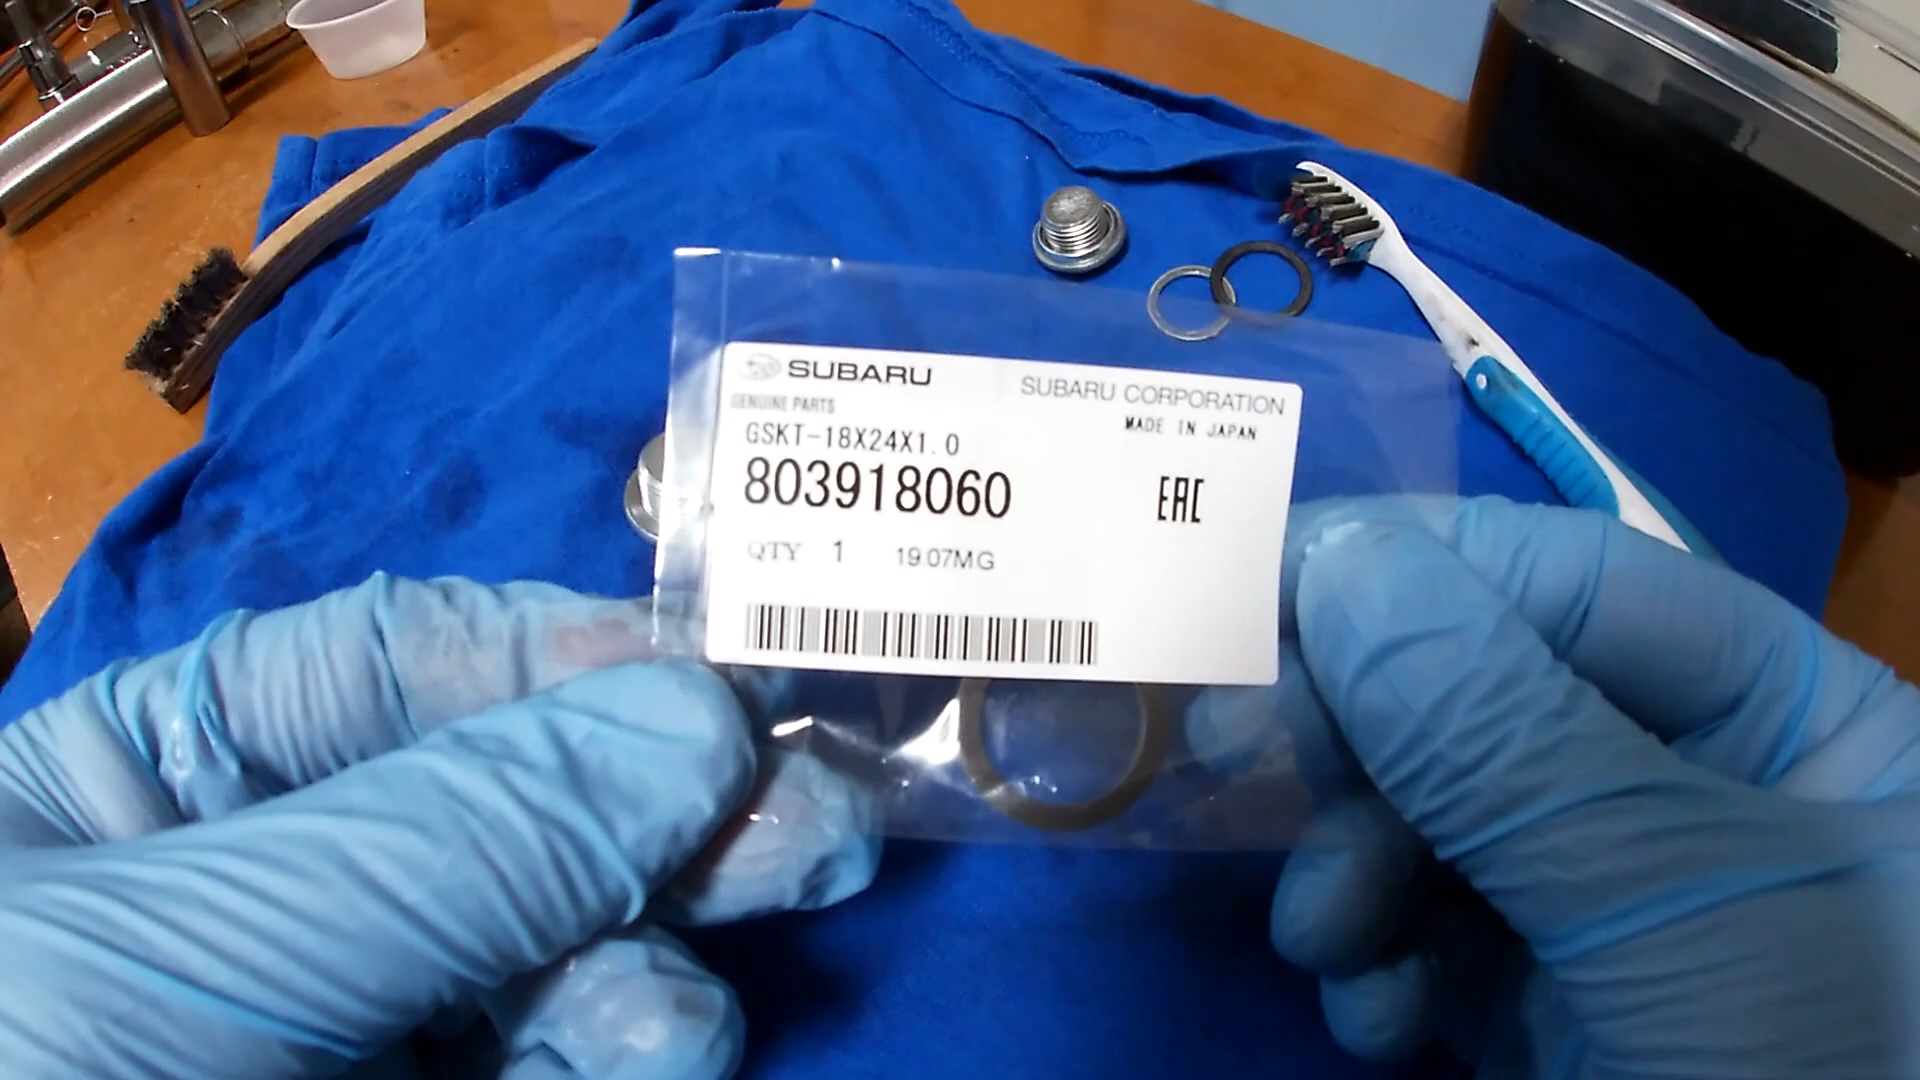 SUBARU
SUBARU CORPORATION
GENUINE PARTS
MADE IN JAPAN
GSKT-18X24X1.0
803918060
EAC
QTY 1 19.07MG